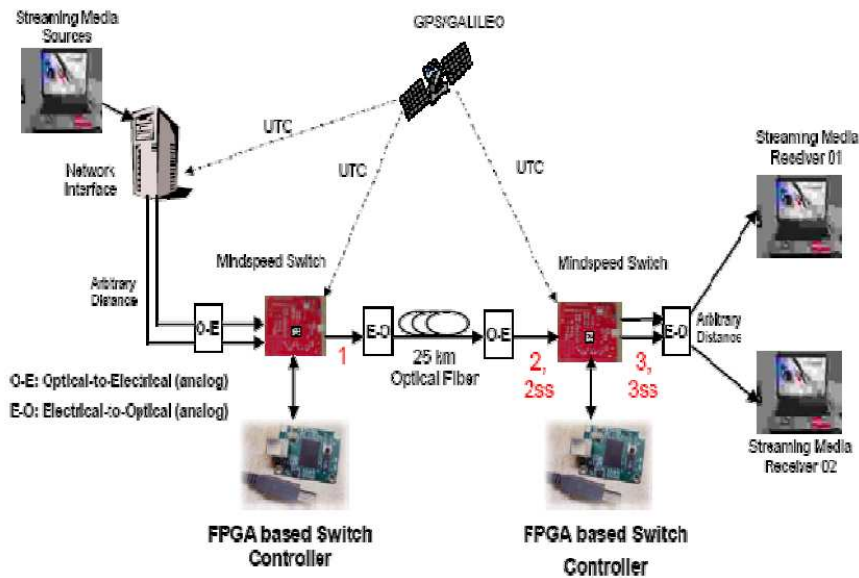 Streaming Media
Sources
GPS/GALILEO
UTC
UTC
UTC
Network
Interface
Streaming Media
Receiver 01
Mindspeed Switch
Mindspeed Switch
Arbitrary
Distance
O-E
1
E-O
25 km
Optical Fiber
O-E
2,
2ss
3,
3ss
E-O
Arbitrary
Distance
O-E: Optical-to-Electrical (analog)
E-O: Electrical-to-Optical (analog)
Streaming Media
Receiver 02
FPGA based Switch
Controller
FPGA based Switch
Controller